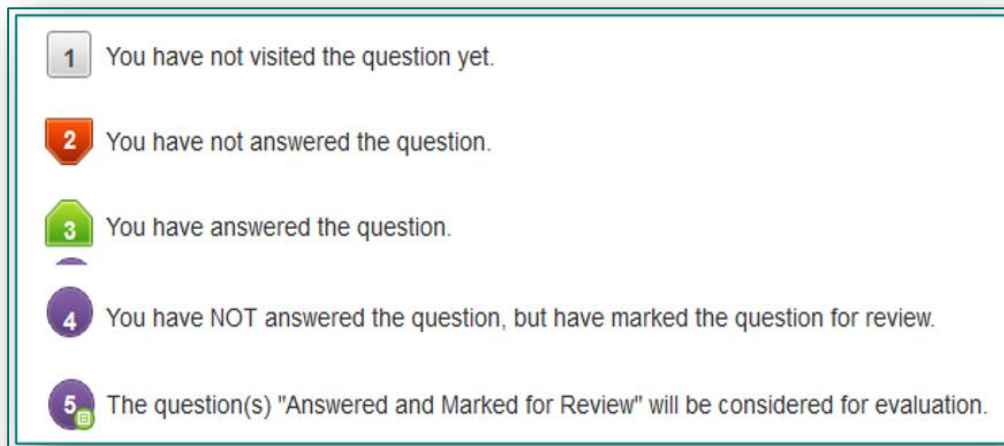 1 You have not visited the question yet.
2 You have not answered the question.
3 You have answered the question.
4 You have NOT answered the question, but have marked the question for review.
5 The question(s) "Answered and Marked for Review" will be considered for evaluation.